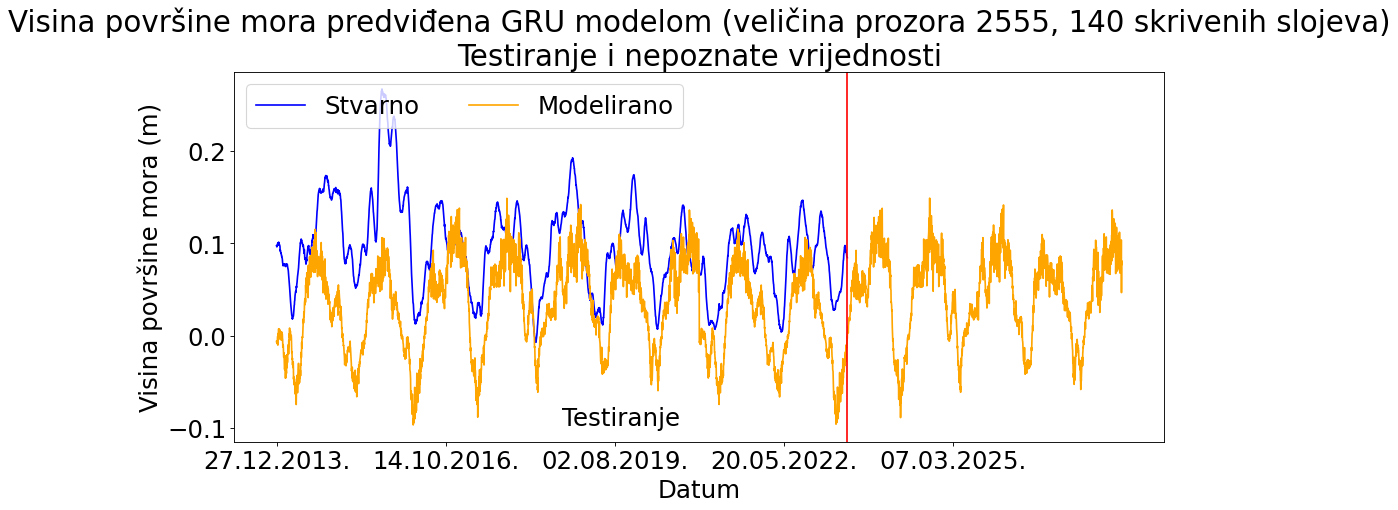 Visina površine mora predviđena GRU modelom (veličina prozora 2555, 140 skrivenih slojeva)
Testiranje i nepoznate vrijednosti
Stvarno
Modelirano
Visina površine mora (m)
0.2
0.1
0.0
−0.1
Testiranje
27.12.2013.
14.10.2016.
02.08.2019.
20.05.2022.
07.03.2025.
Datum